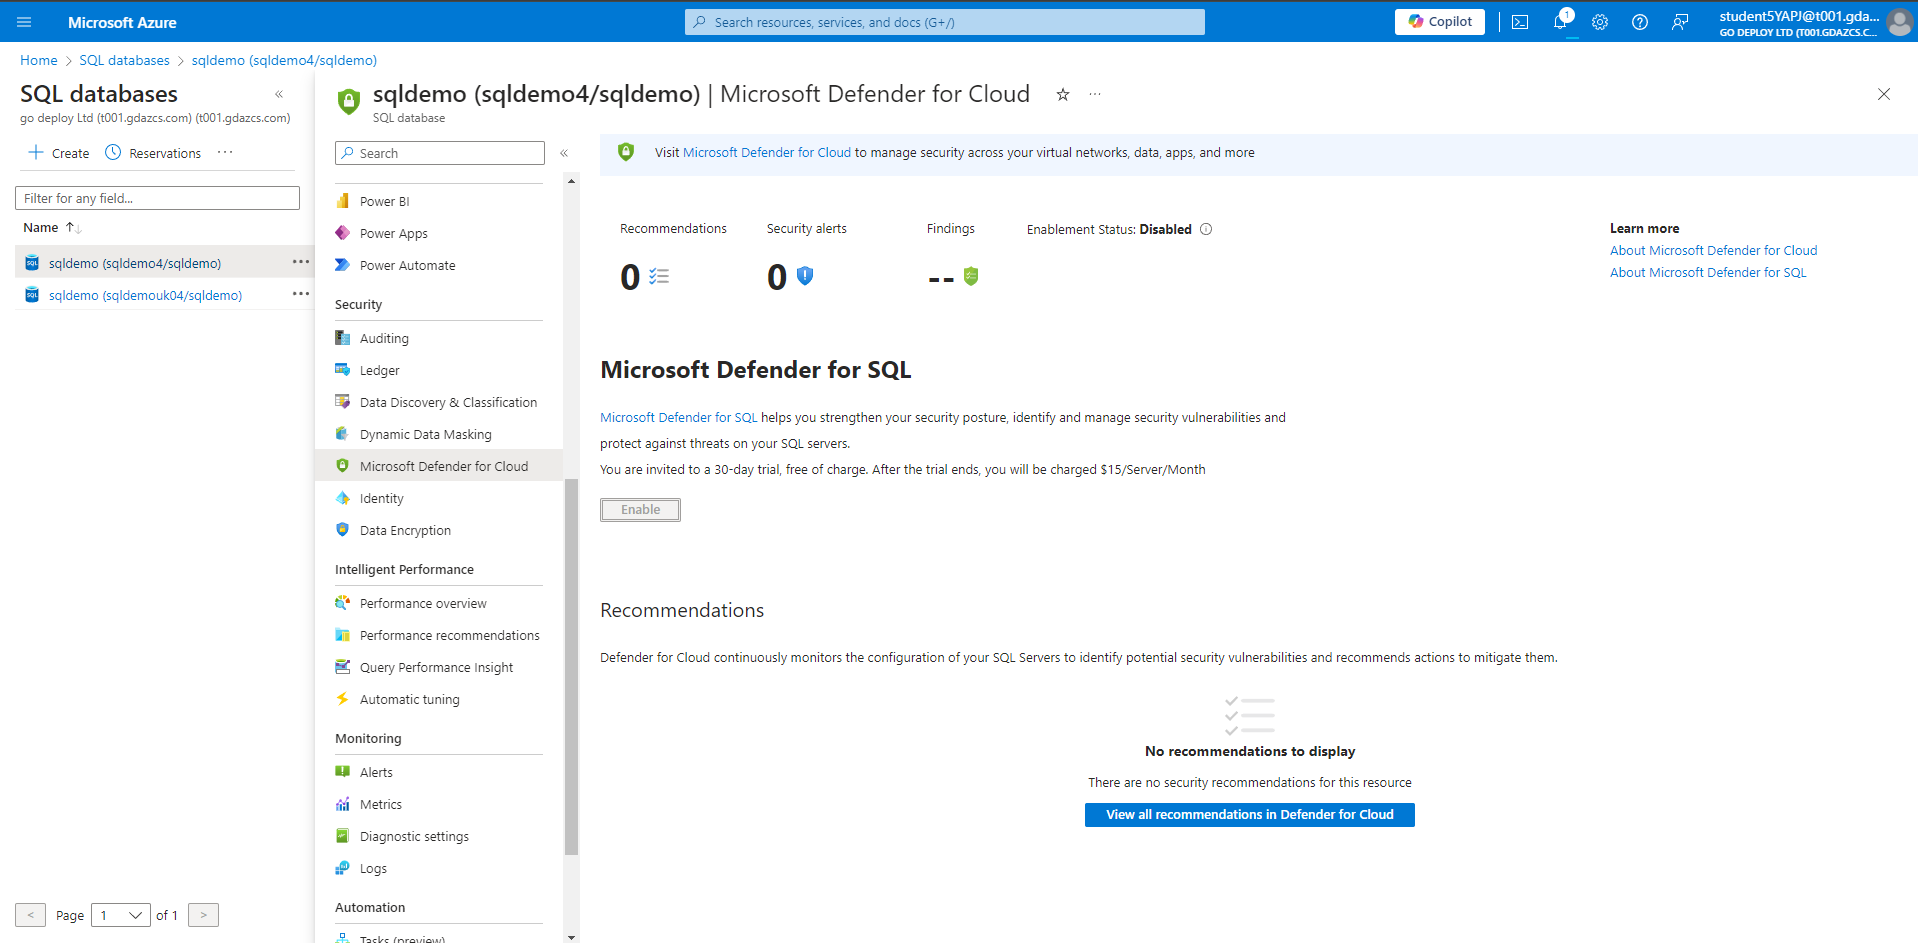 Microsoft Azure
Search resources, services, and docs (G+/)
Copilot
1
student5YAPJ@t001.gda...
GO DEPLOY LTD (T001.GDAZCS.C...
Home > SQL databases > sqldemo (sqldemo4/sqldemo)
SQL databases
go deploy Ltd (t001.gdazcs.com) (t001.gdazcs.com)
+ Create Reservations ...
Filter for any field...
Name
sqldemo (sqldemo4/sqldemo) ...
sqldemo (sqldemouk04/sqldemo) ...
< Page 1 of 1 >
sqldemo (sqldemo4/sqldemo) | Microsoft Defender for Cloud
SQL database
Search
Power BI
Power Apps
Power Automate
Security
Auditing
Ledger
Data Discovery & Classification
Dynamic Data Masking
Microsoft Defender for Cloud
Identity
Data Encryption
Intelligent Performance
Performance overview
Performance recommendations
Query Performance Insight
Automatic tuning
Monitoring
Alerts
Metrics
Diagnostic settings
Logs
Automation
Tasks (preview)
Visit Microsoft Defender for Cloud to manage security across your virtual networks, data, apps, and more
Recommendations
0
Security alerts
0
Findings
--
Enablement Status: Disabled
Learn more
About Microsoft Defender for Cloud
About Microsoft Defender for SQL
Microsoft Defender for SQL
Microsoft Defender for SQL helps you strengthen your security posture, identify and manage security vulnerabilities and
protect against threats on your SQL servers.
You are invited to a 30-day trial, free of charge. After the trial ends, you will be charged $15/Server/Month
Enable
Recommendations
Defender for Cloud continuously monitors the configuration of your SQL Servers to identify potential security vulnerabilities and recommends actions to mitigate them.
No recommendations to display
There are no security recommendations for this resource
View all recommendations in Defender for Cloud